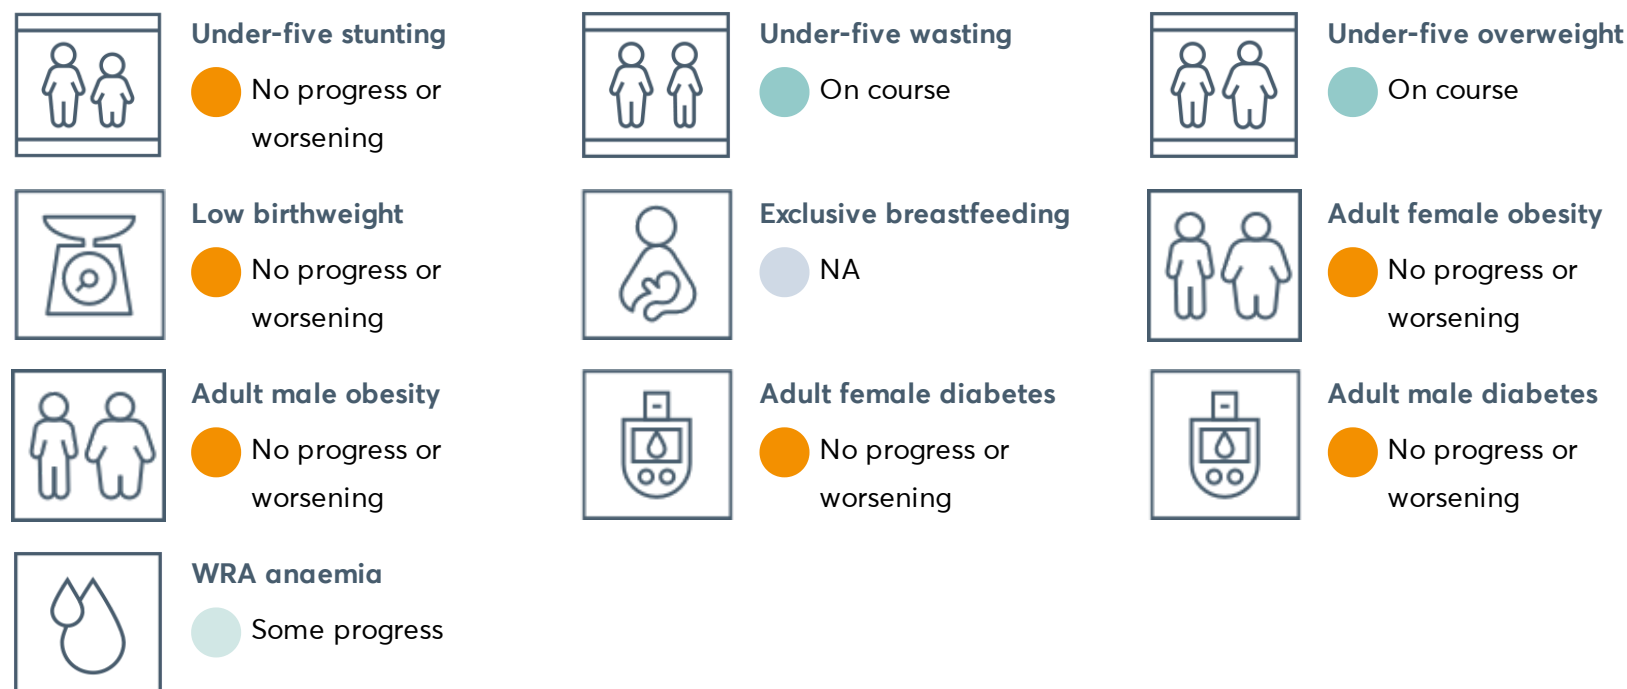 Under-five stunting
No progress or
worsening
Under-five wasting
On course
Under-five overweight
On course
Low birthweight
No progress or
worsening
Exclusive breastfeeding
NA
Adult female obesity
No progress or
worsening
Adult male obesity
No progress or
worsening
Adult female diabetes
No progress or
worsening
Adult male diabetes
No progress or
worsening
WRA anaemia
Some progress